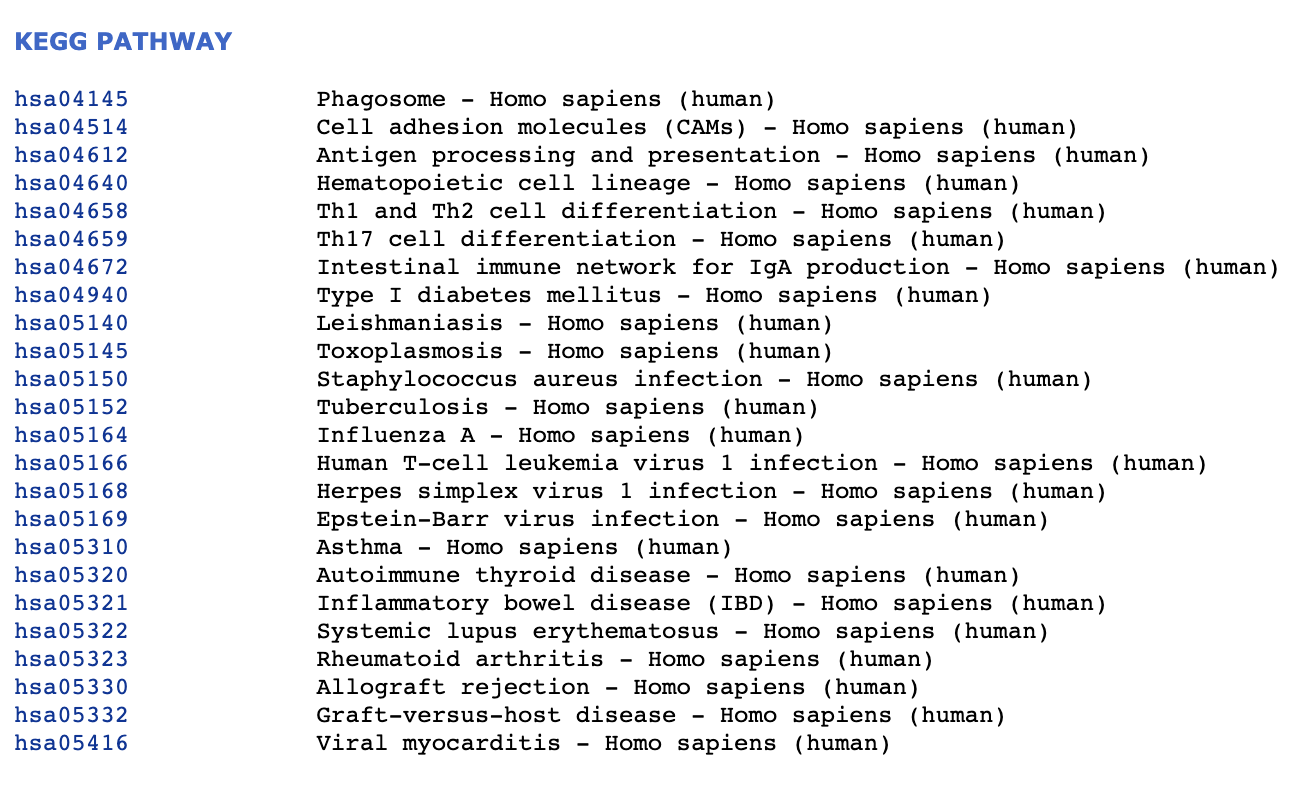 KEGG PATHWAY
hsa04145 Phagosome - Homo sapiens (human)
hsa04514 Cell adhesion molecules (CAMs) - Homo sapiens (human)
hsa04612 Antigen processing and presentation - Homo sapiens (human)
hsa04640 Hematopoietic cell lineage - Homo sapiens (human)
hsa04658 Th1 and Th2 cell differentiation - Homo sapiens (human)
hsa04659 Th17 cell differentiation - Homo sapiens (human)
hsa04672 Intestinal immune network for IgA production - Homo sapiens (human)
hsa04940 Type I diabetes mellitus - Homo sapiens (human)
hsa05140 Leishmaniasis - Homo sapiens (human)
hsa05145 Toxoplasmosis - Homo sapiens (human)
hsa05150 Staphylococcus aureus infection - Homo sapiens (human)
hsa05152 Tuberculosis - Homo sapiens (human)
hsa05164 Influenza A - Homo sapiens (human)
hsa05166 Human T-cell leukemia virus 1 infection - Homo sapiens (human)
hsa05168 Herpes simplex virus 1 infection - Homo sapiens (human)
hsa05169 Epstein-Barr virus infection - Homo sapiens (human)
hsa05310 Asthma - Homo sapiens (human)
hsa05320 Autoimmune thyroid disease - Homo sapiens (human)
hsa05321 Inflammatory bowel disease (IBD) - Homo sapiens (human)
hsa05322 Systemic lupus erythematosus - Homo sapiens (human)
hsa05323 Rheumatoid arthritis - Homo sapiens (human)
hsa05330 Allograft rejection - Homo sapiens (human)
hsa05332 Graft-versus-host disease - Homo sapiens (human)
hsa05416 Viral myocarditis - Homo sapiens (human)